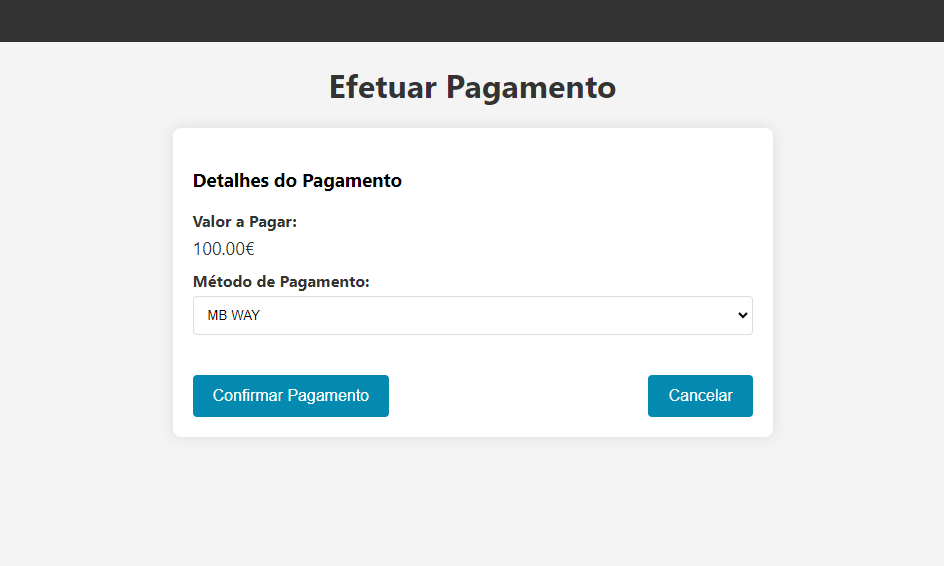 Efetuar Pagamento
Detalhes do Pagamento
Valor a Pagar:
100.00€
Método de Pagamento:
MB WAY
Confirmar Pagamento
Cancelar